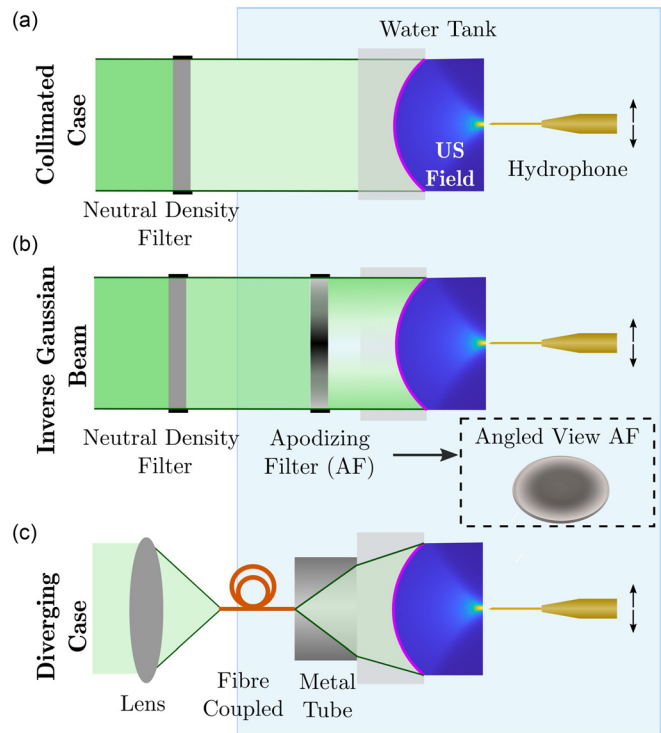 (a)
Water Tank
Collimated
Case
US
Field
Hydrophone
Neutral Density
Filter
(b)
Inverse Gaussian
Beam
Neutral Density
Filter
Apodizing
Filter (AF)
Angled View AF
(c)
Diverging
Case
Lens
Fibre
Coupled
Metal
Tube